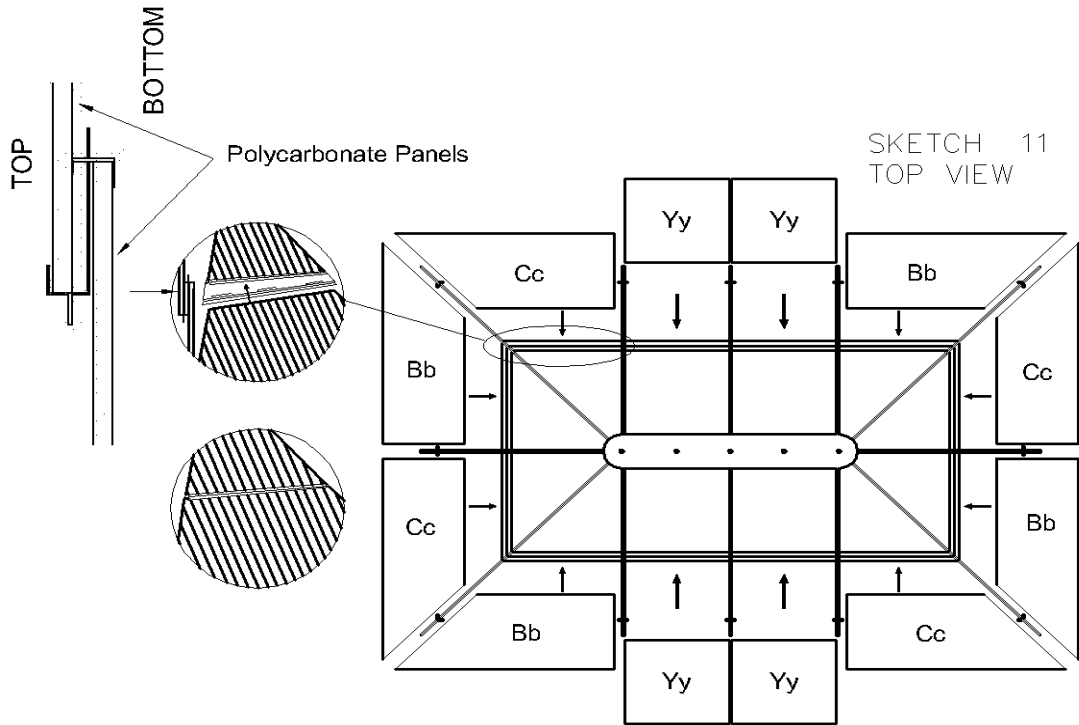 BOTTOM
TOP
Polycarbonate Panels
SKETCH 11
TOP VIEW
Yy Yy
Cc Bb
Bb Cc
Cc Bb
Bb Cc
Yy Yy